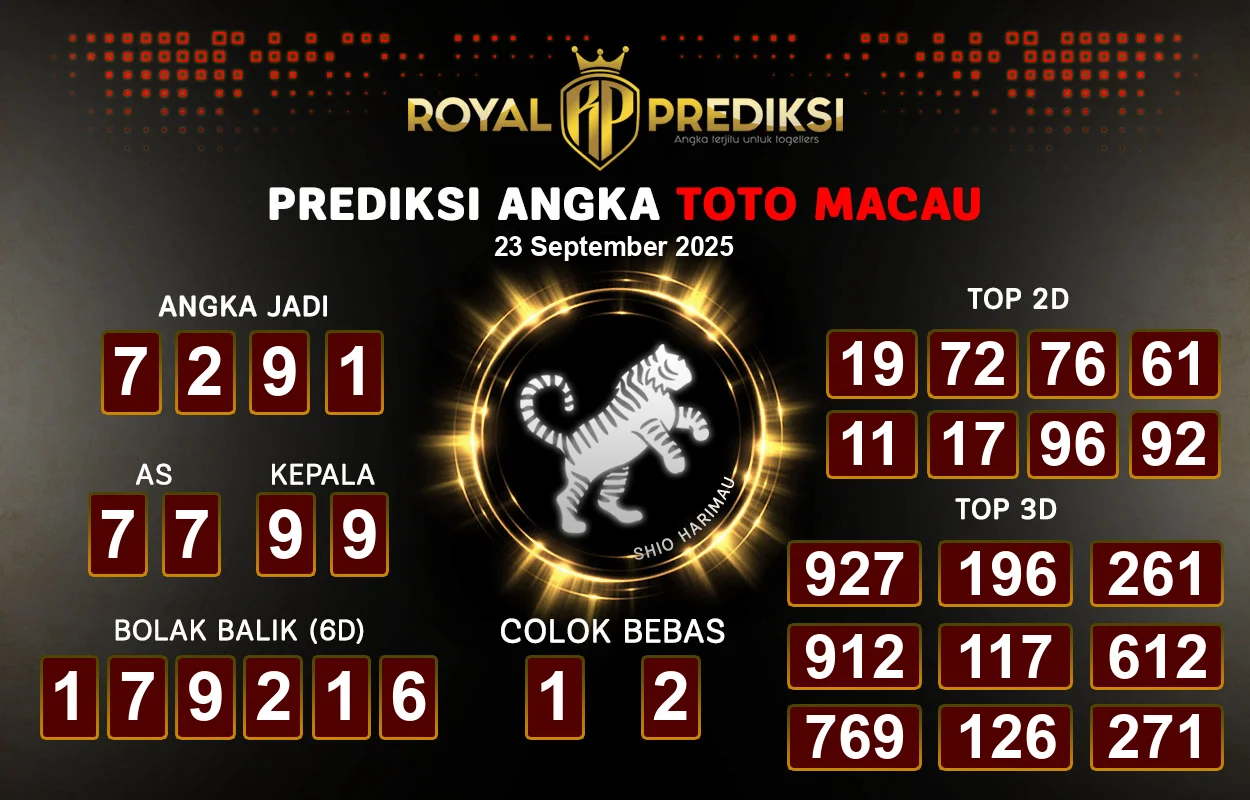 ROYAL RP PREDIKSI
Angka terjitu untuk togellers
PREDIKSI ANGKA TOTO MACAU
23 September 2025
ANGKA JADI
7 2 9 1
AS KEPALA
7 7 9 9
BOLAK BALIK (6D)
1 7 9 2 1 6
SHIO HARIMAU
COLOK BEBAS
1 2
TOP 2D
19 72 76 61
11 17 96 92
TOP 3D
927 196 261
912 117 612
769 126 271